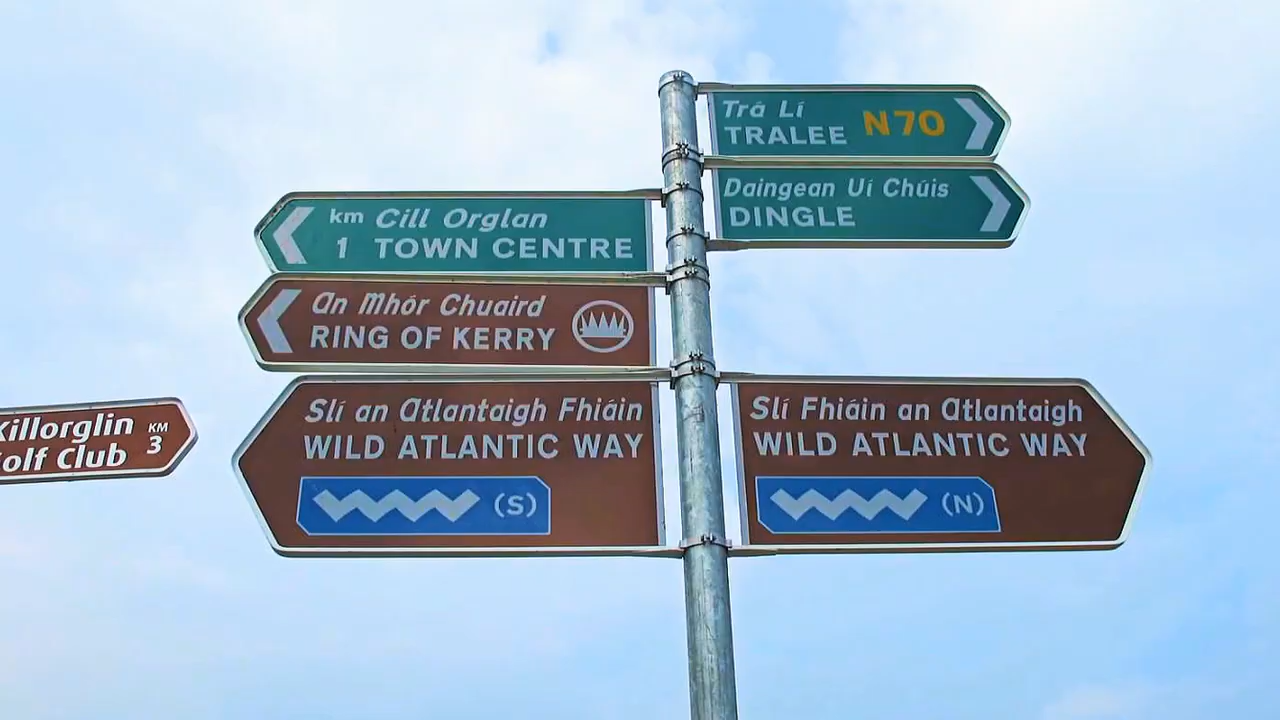 Trá Lí
TRALEE N70
Daingean Uí Chúis
DINGLE
km Cill Orglan
1 TOWN CENTRE
An Mhór Chuaird
RING OF KERRY
Slí an Atlantaigh Fhiáin
WILD ATLANTIC WAY
(S)
Slí Fhiáin an Atlantaigh
WILD ATLANTIC WAY
(N)
Killorglin KM
olf Club 3